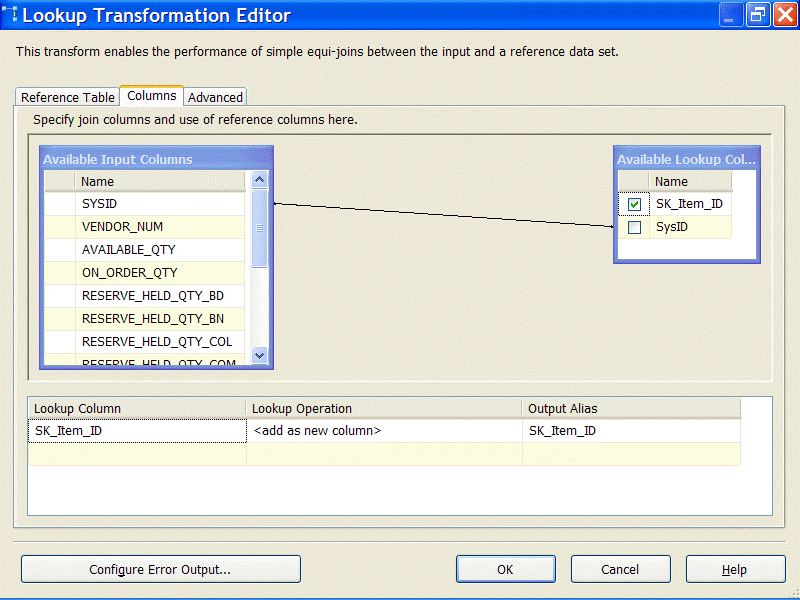 Lookup Transformation Editor
This transform enables the performance of simple equi-joins between the input and a reference data set.
Reference Table Columns Advanced
Specify join columns and use of reference columns here.
Available Input Columns
Name
SYSID
VENDOR_NUM
AVAILABLE_QTY
ON_ORDER_QTY
RESERVE_HELD_QTY_BD
RESERVE_HELD_QTY_BN
RESERVE_HELD_QTY_COL
RESERVE_HELD_QTY_COM
Available Lookup Col...
Name
SK_Item_ID
SysID
Lookup Column Lookup Operation Output Alias
SK_Item_ID <add as new column> SK_Item_ID
Configure Error Output... OK Cancel Help